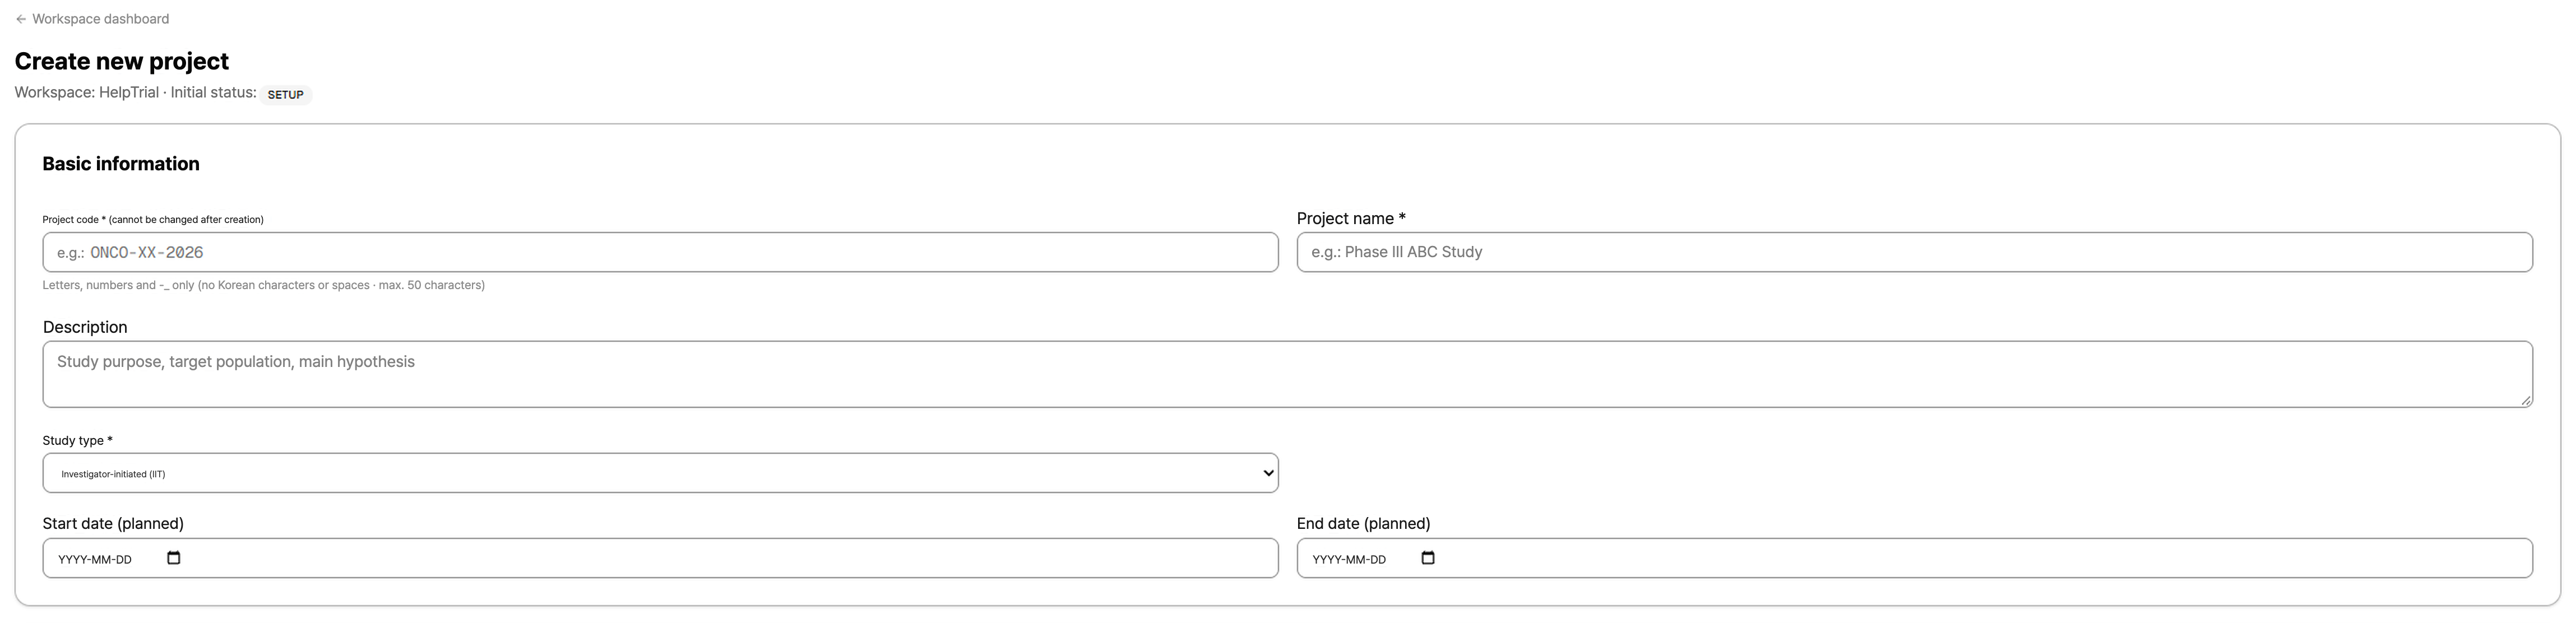 ← Workspace dashboard
Create new project
Workspace: HelpTrial · Initial status: SETUP
Basic information
Project code * (cannot be changed after creation)
Project name *
e.g.: ONCO-XX-2026
e.g.: Phase III ABC Study
Letters, numbers and -_ only (no Korean characters or spaces · max. 50 characters)
Description
Study purpose, target population, main hypothesis
Study type *
Investigator-initiated (IIT)
Start date (planned)
End date (planned)
YYYY-MM-DD
YYYY-MM-DD